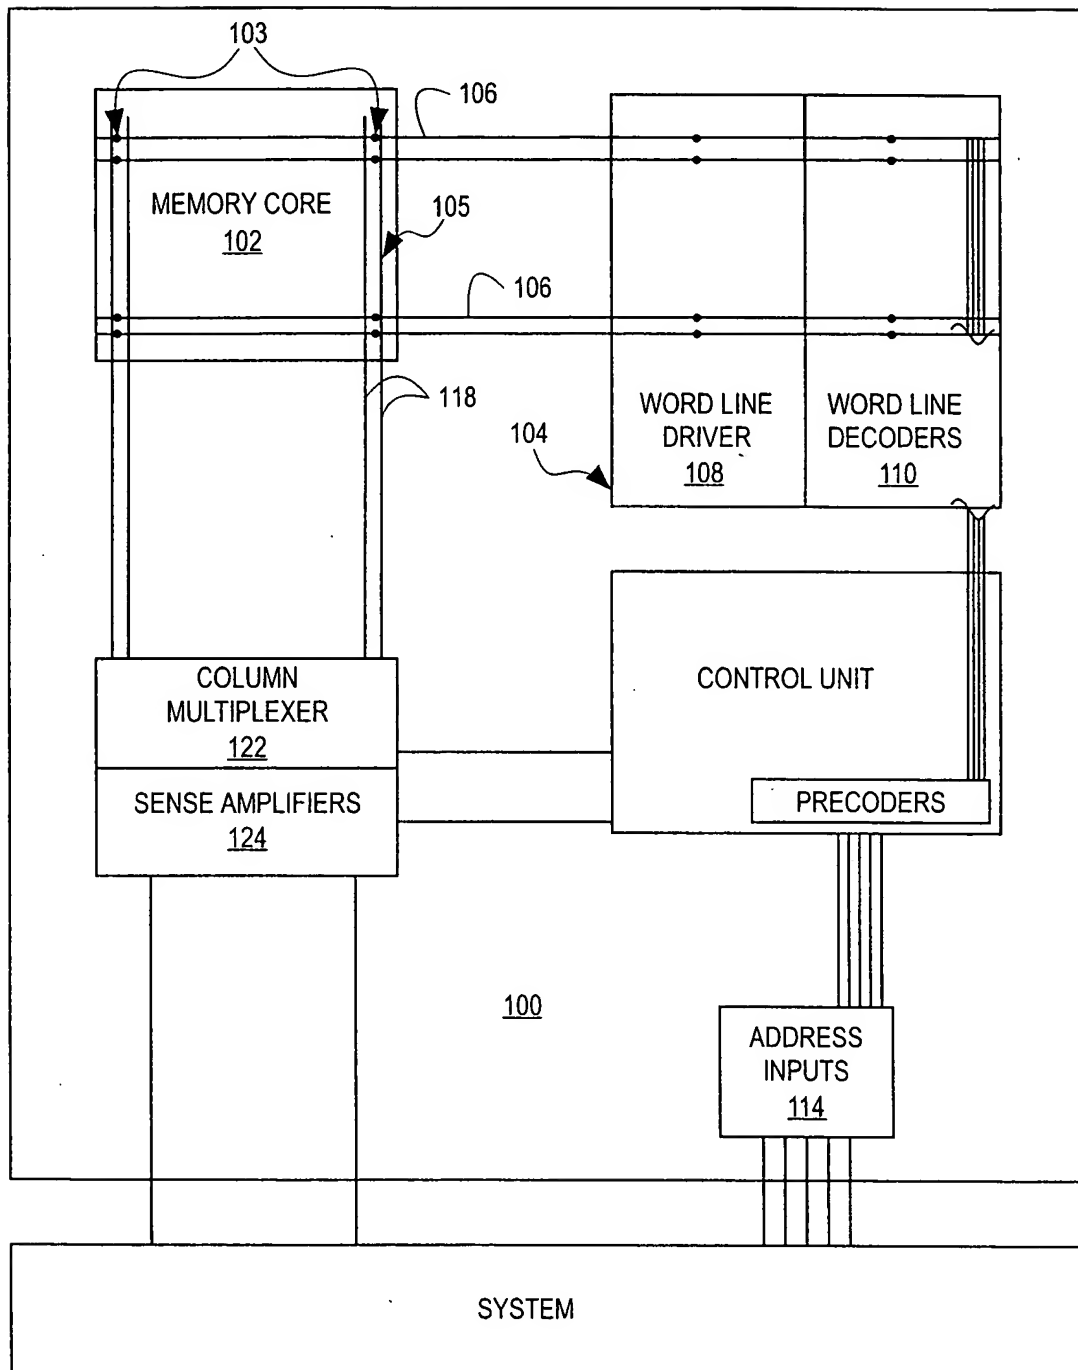 103
106
MEMORY CORE
102
105
106
118
104
WORD LINE
DRIVER
108
WORD LINE
DECODERS
110
CONTROL UNIT
COLUMN
MULTIPLEXER
122
PRECODERS
SENSE AMPLIFIERS
124
100
ADDRESS
INPUTS
114
SYSTEM